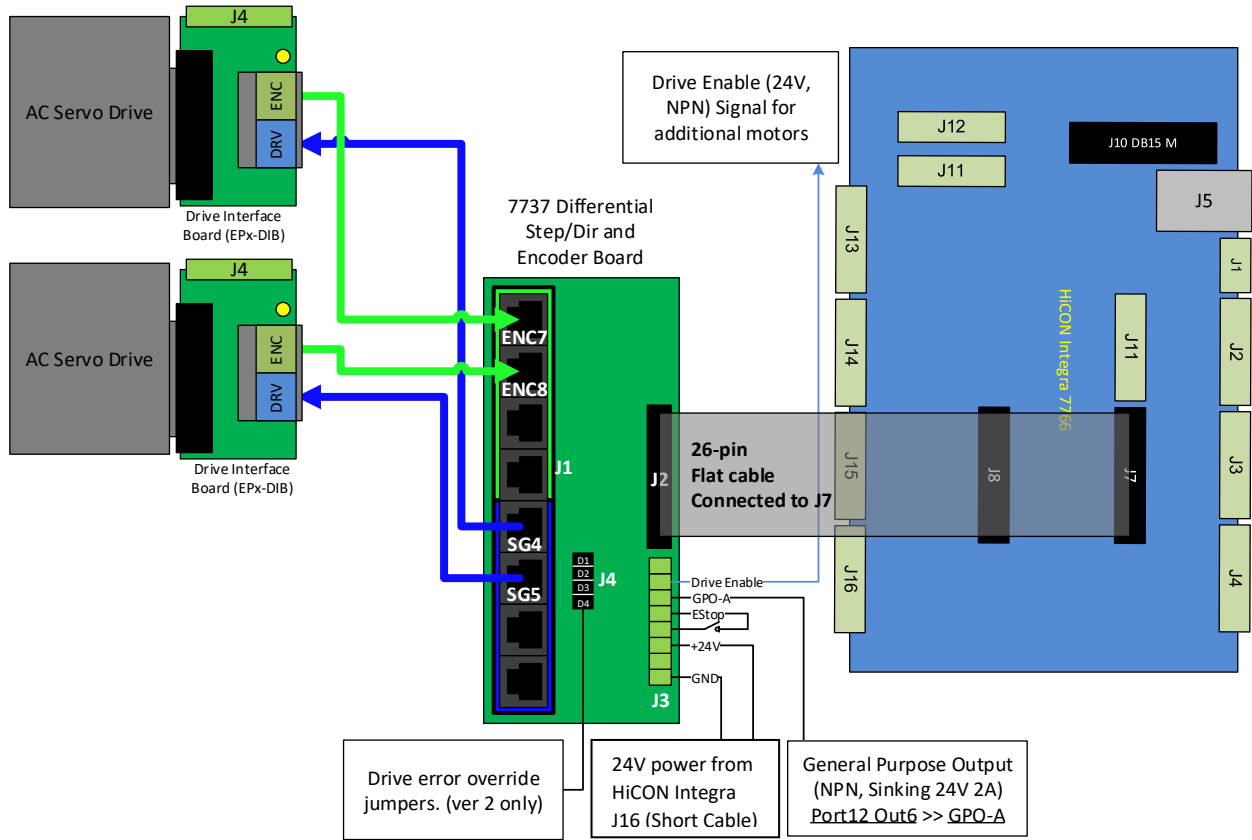 J4
AC Servo Drive
ENC
DRV
Drive Interface
Board (EPx-DIB)
J4
AC Servo Drive
ENC
DRV
Drive Interface
Board (EPx-DIB)
7737 Differential
Step/Dir and
Encoder Board
ENC7
ENC8
J1
SG4
SG5
D1
D2
D3
D4
J4
J2
26-pin
Flat cable
Connected to J7
Drive Enable
GPO-A
EStop
+24V
GND
J3
Drive Enable (24V,
NPN) Signal for
additional motors
J12
J11
J10 DB15 M
J5
J13
J14
J15
J16
J1
J2
J3
J4
J11
J8
J7
HiCON Integra 7766
Drive error override
jumpers. (ver 2 only)
24V power from
HiCON Integra
J16 (Short Cable)
General Purpose Output
(NPN, Sinking 24V 2A)
Port12 Out6 >> GPO-A